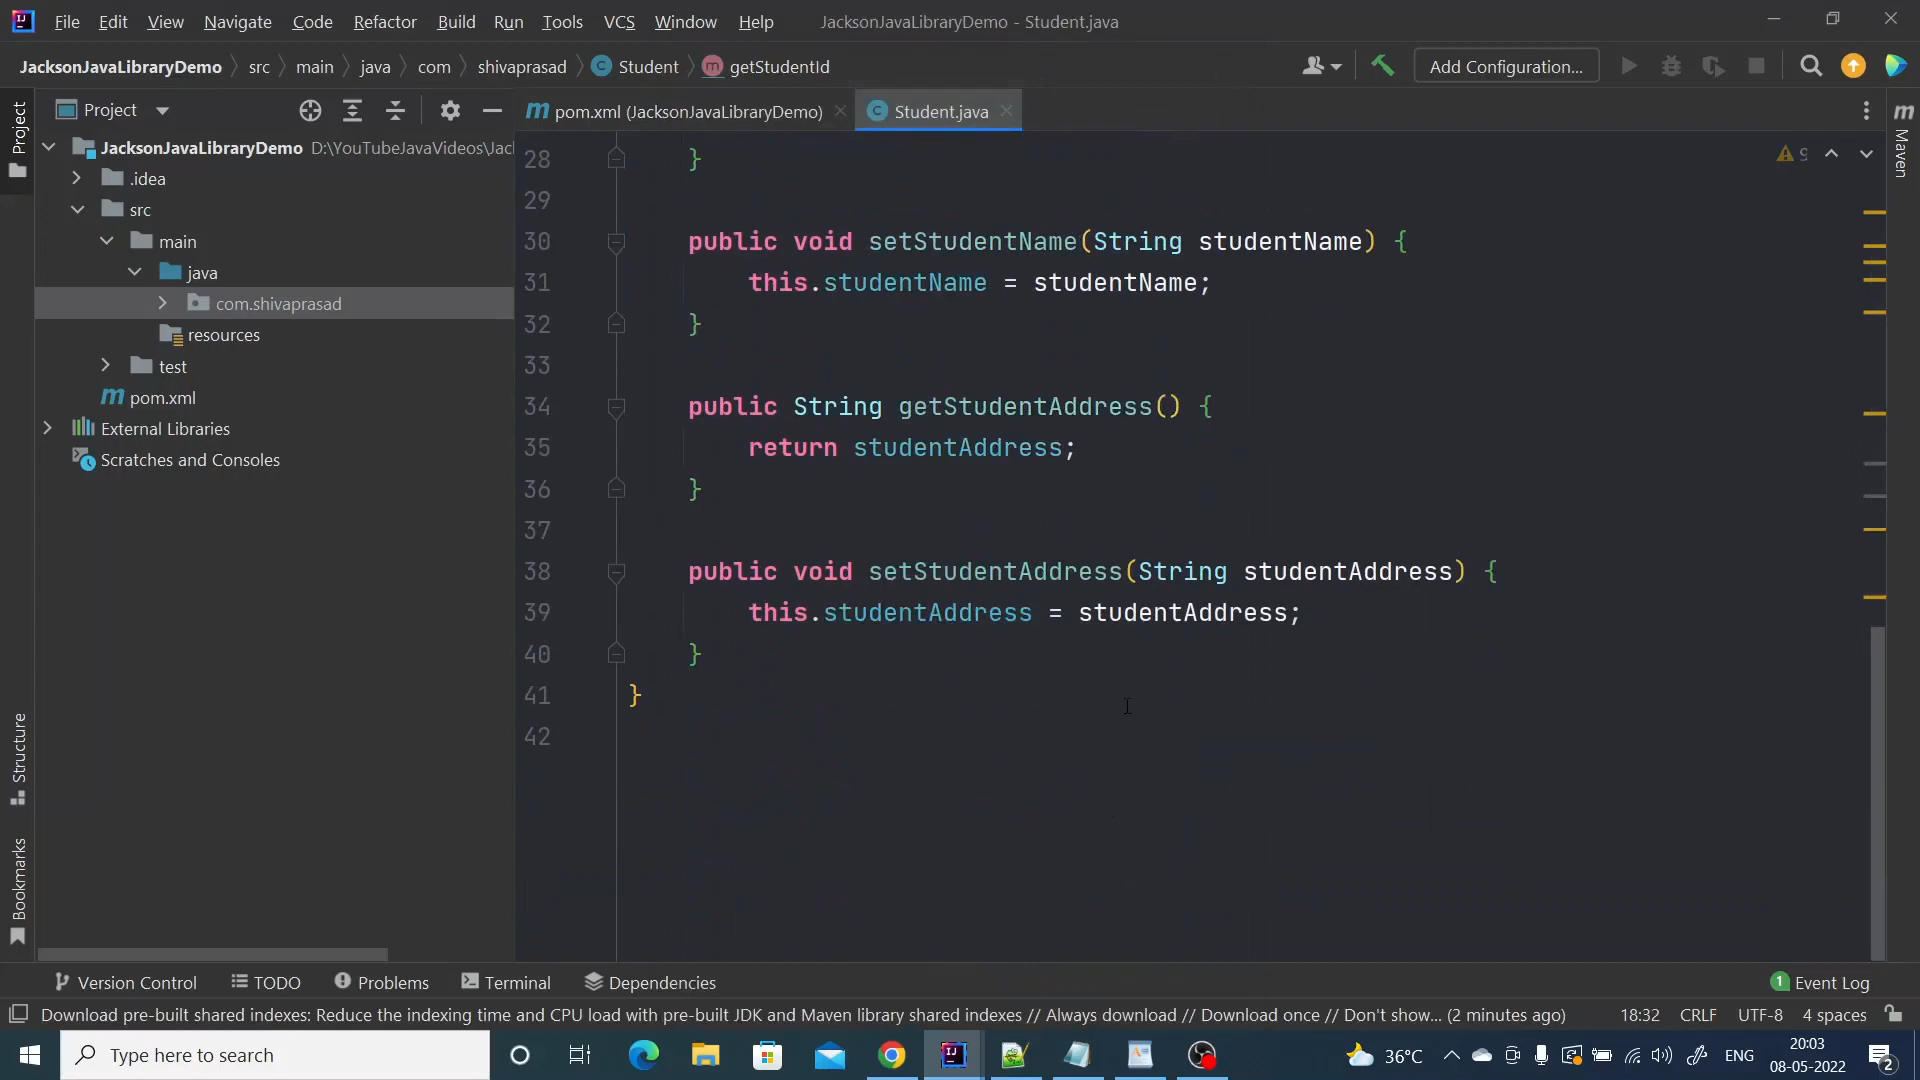 File Edit View Navigate Code Refactor Build Run Tools VCS Window Help JacksonJavaLibraryDemo - Student.java
JacksonJavaLibraryDemo src main java com shivaprasad C Student m getStudentId Add Configuration...
Project
Project
pom.xml (JacksonJavaLibraryDemo)
Student.java
JacksonJavaLibraryDemo D:\YouTubeJavaVideos\Jac
.idea
src
main
java
com.shivaprasad
resources
test
pom.xml
External Libraries
Scratches and Consoles
Structure
Bookmarks
Maven
9
28 }
29
30 public void setStudentName(String studentName) {
31 this.studentName = studentName;
32 }
33
34 public String getStudentAddress() {
35 return studentAddress;
36 }
37
38 public void setStudentAddress(String studentAddress) {
39 this.studentAddress = studentAddress;
40 }
41 }
42
Version Control TODO Problems Terminal Dependencies 1 Event Log
Download pre-built shared indexes: Reduce the indexing time and CPU load with pre-built JDK and Maven library shared indexes // Always download // Download once // Don't show... (2 minutes ago) 18:32 CRLF UTF-8 4 spaces
Type here to search
36°C
ENG
20:03
08-05-2022
2